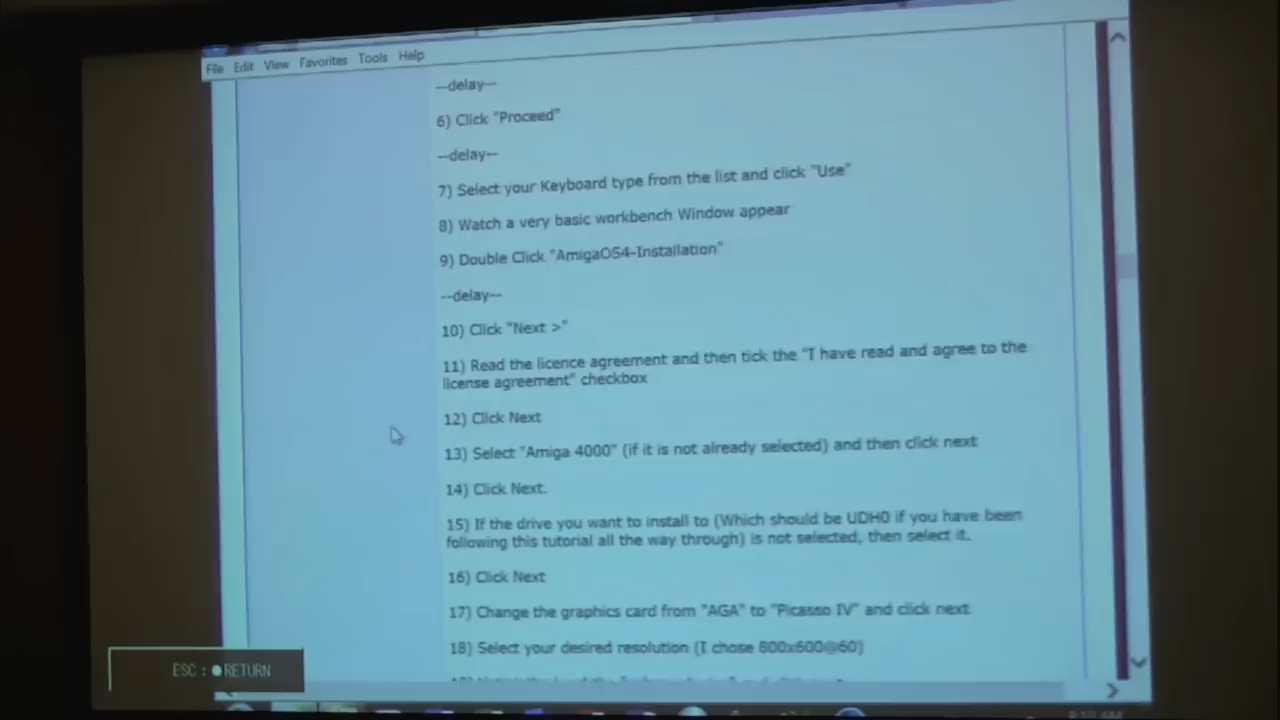 File Edit View Favorites Tools Help
--delay--
6) Click "Proceed"
--delay--
7) Select your Keyboard type from the list and click "Use"
8) Watch a very basic workbench Window appear
9) Double Click "AmigaOS4-Installation"
--delay--
10) Click "Next >"
11) Read the licence agreement and then tick the "I have read and agree to the
license agreement" checkbox
12) Click Next
13) Select "Amiga 4000" (if it is not already selected) and then click next
14) Click Next.
15) If the drive you want to install to (Which should be UDH0 if you have been
following this tutorial all the way through) is not selected, then select it.
16) Click Next
17) Change the graphics card from "AGA" to "Picasso IV" and click next
18) Select your desired resolution (I chose 800x600@60)
ESC : ●RETURN